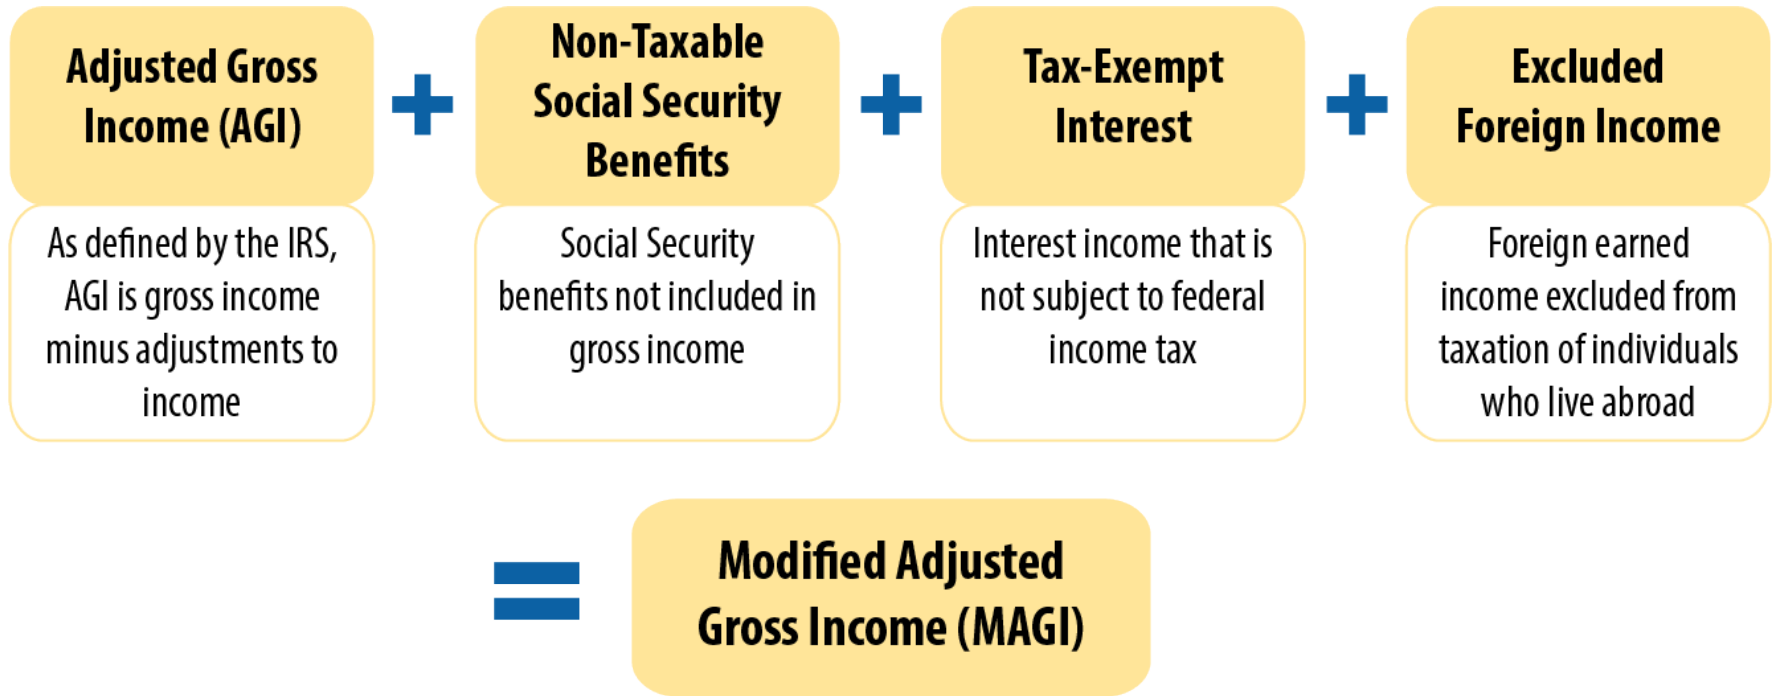 Adjusted Gross
Income (AGI)
+
Non-Taxable
Social Security
Benefits
+
Tax-Exempt
Interest
+
Excluded
Foreign Income
As defined by the IRS,
AGI is gross income
minus adjustments to
income
Social Security
benefits not included in
gross income
Interest income that is
not subject to federal
income tax
Foreign earned
income excluded from
taxation of individuals
who live abroad
=
Modified Adjusted
Gross Income (MAGI)